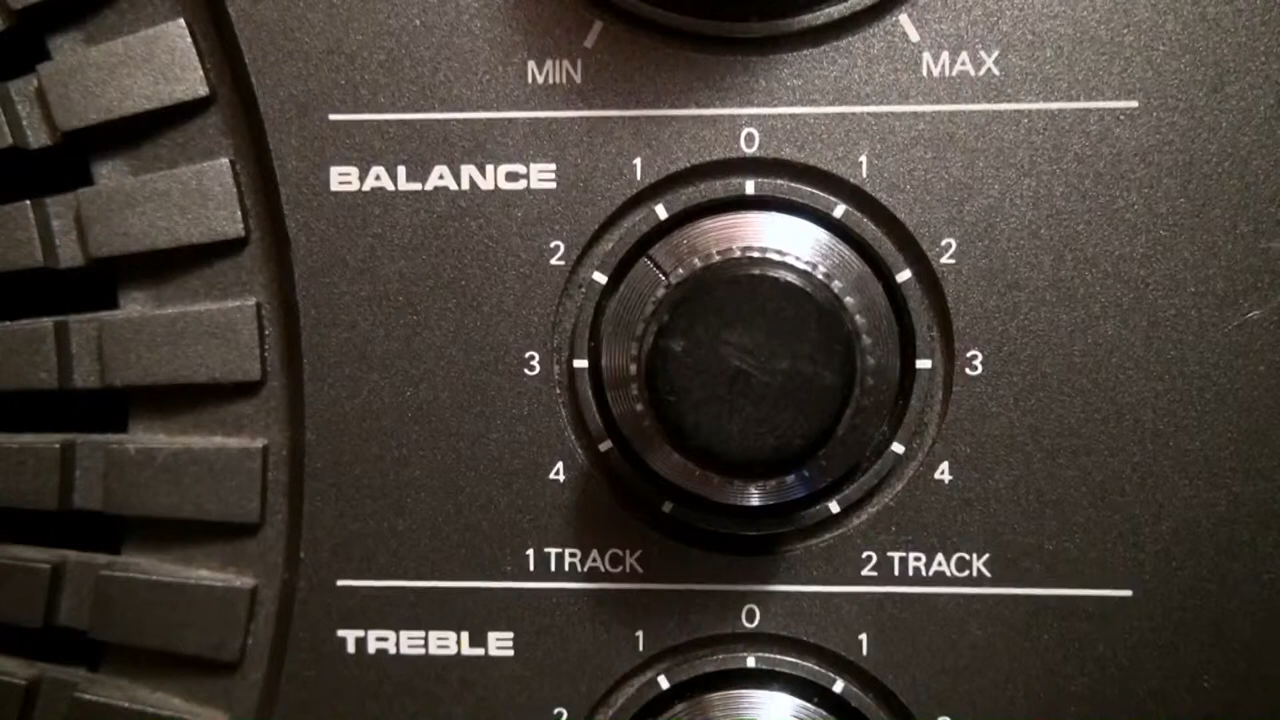 MIN MAX
BALANCE
0
1 1
2 2
3 3
4 4
1 TRACK 2 TRACK
TREBLE
0
1 1
2